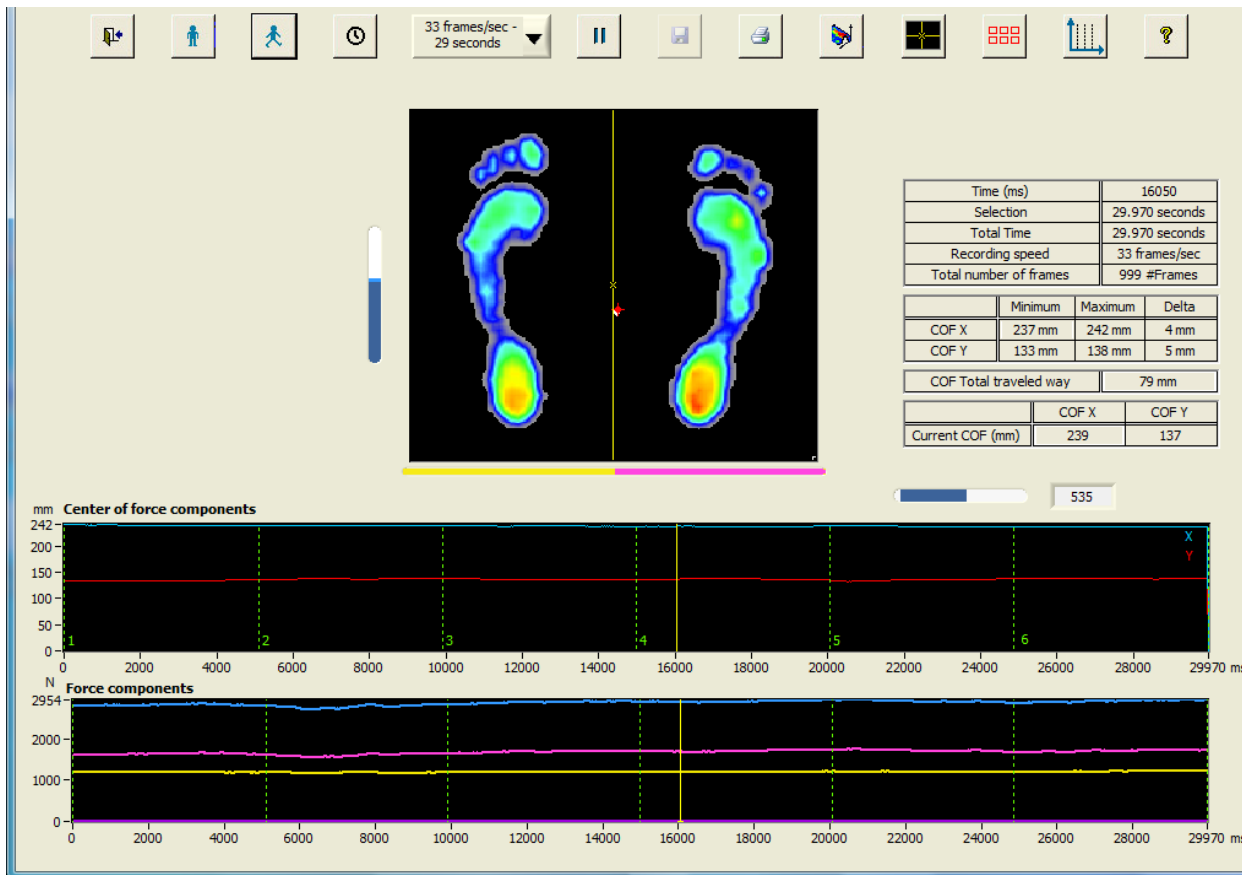 33 frames/sec -
29 seconds
?
Time (ms) 16050
Selection 29.970 seconds
Total Time 29.970 seconds
Recording speed 33 frames/sec
Total number of frames 999 #Frames
Minimum Maximum Delta
COF X 237 mm 242 mm 4 mm
COF Y 133 mm 138 mm 5 mm
COF Total traveled way 79 mm
COF X COF Y
Current COF (mm) 239 137
535
mm Center of force components
242
200
150
100
50
0
X
Y
1 2 3 4 5 6
0 2000 4000 6000 8000 10000 12000 14000 16000 18000 20000 22000 24000 26000 28000 29970 ms
N Force components
2954
2000
1000
0
0 2000 4000 6000 8000 10000 12000 14000 16000 18000 20000 22000 24000 26000 28000 29970 ms